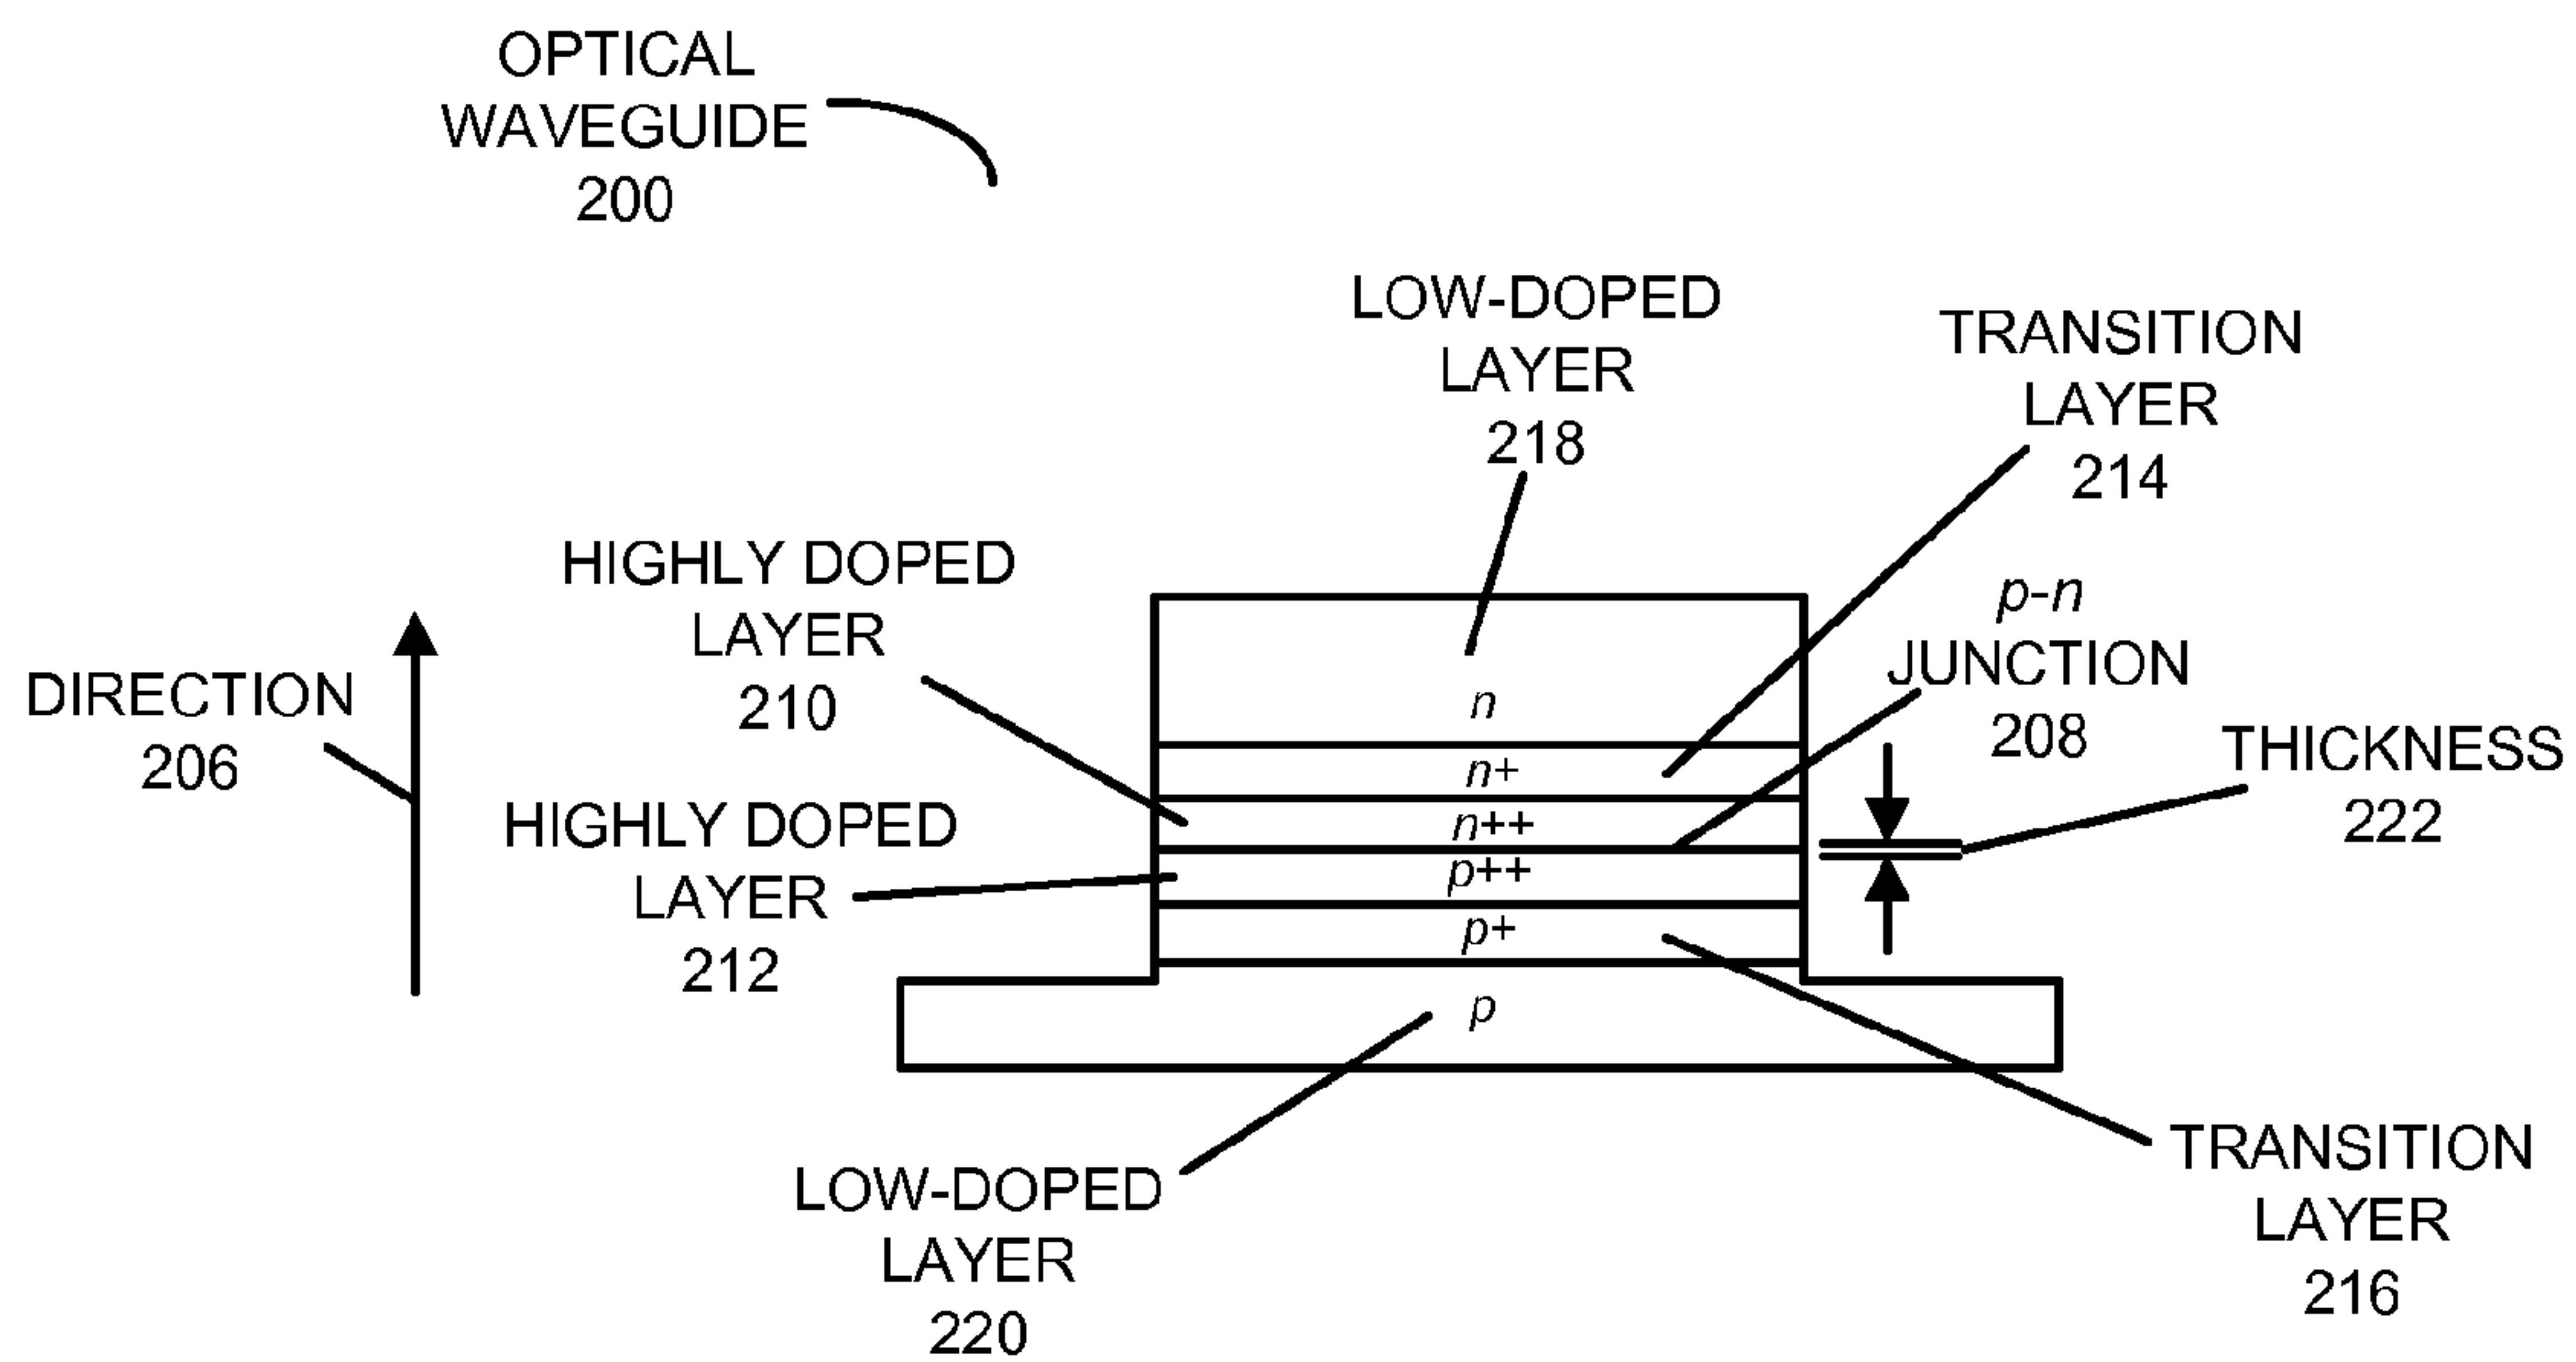 OPTICAL
WAVEGUIDE
200
LOW-DOPED
LAYER
218
TRANSITION
LAYER
214
HIGHLY DOPED
LAYER
210
p-n
JUNCTION
208
DIRECTION
206
THICKNESS
222
HIGHLY DOPED
LAYER
212
n
n+
n++
p++
p+
p
LOW-DOPED
LAYER
220
TRANSITION
LAYER
216